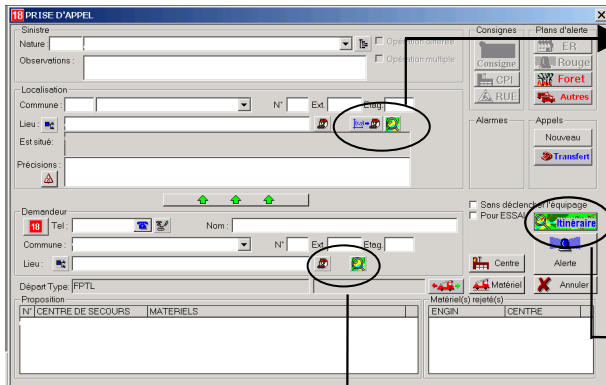 18 PRISE D'APPEL
Sinistre
Nature :
Opération différée
Observations :
Opération multiple
Consignes
Consigne
CPI
RUE
Plans d'alerte
ER
Rouge
Foret
Autres
Localisation
Commune :
N°
Ext.
Etag.
Lieu :
Est situé:
Précisions :
Alarmes
Appels
Nouveau
Transfert
Sans déclencher l'équipage
Pour ESSAI
Demandeur
18 Tel :
Nom :
Commune :
N°
Ext.
Etag.
Lieu :
Itinéraire
Centre
Alerte
Départ Type: FPTL
Matériel
Annuler
Proposition
N° CENTRE DE SECOURS MATERIELS
Matériel(s) rejeté(s)
ENGIN CENTRE